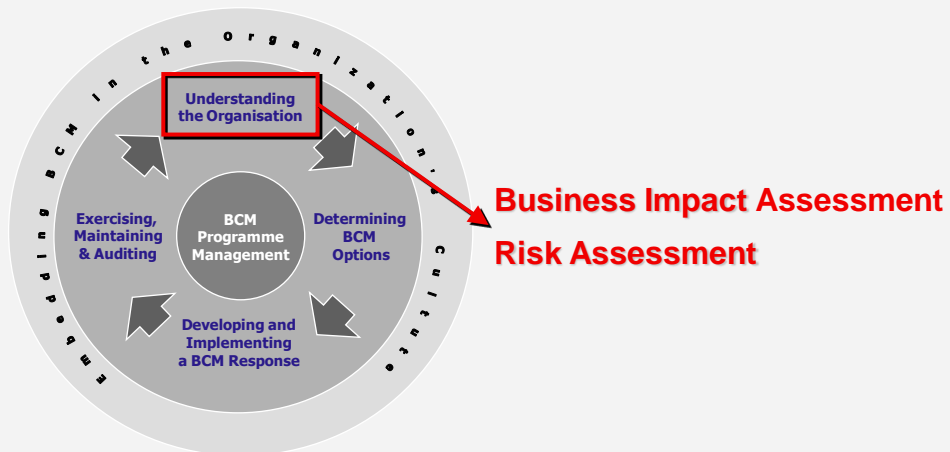 Embedding BCM In the Organization's Culture
Understanding
the Organisation
Exercising,
Maintaining
& Auditing
BCM
Programme
Management
Determining
BCM
Options
Developing and
Implementing
a BCM Response
Business Impact Assessment
Risk Assessment